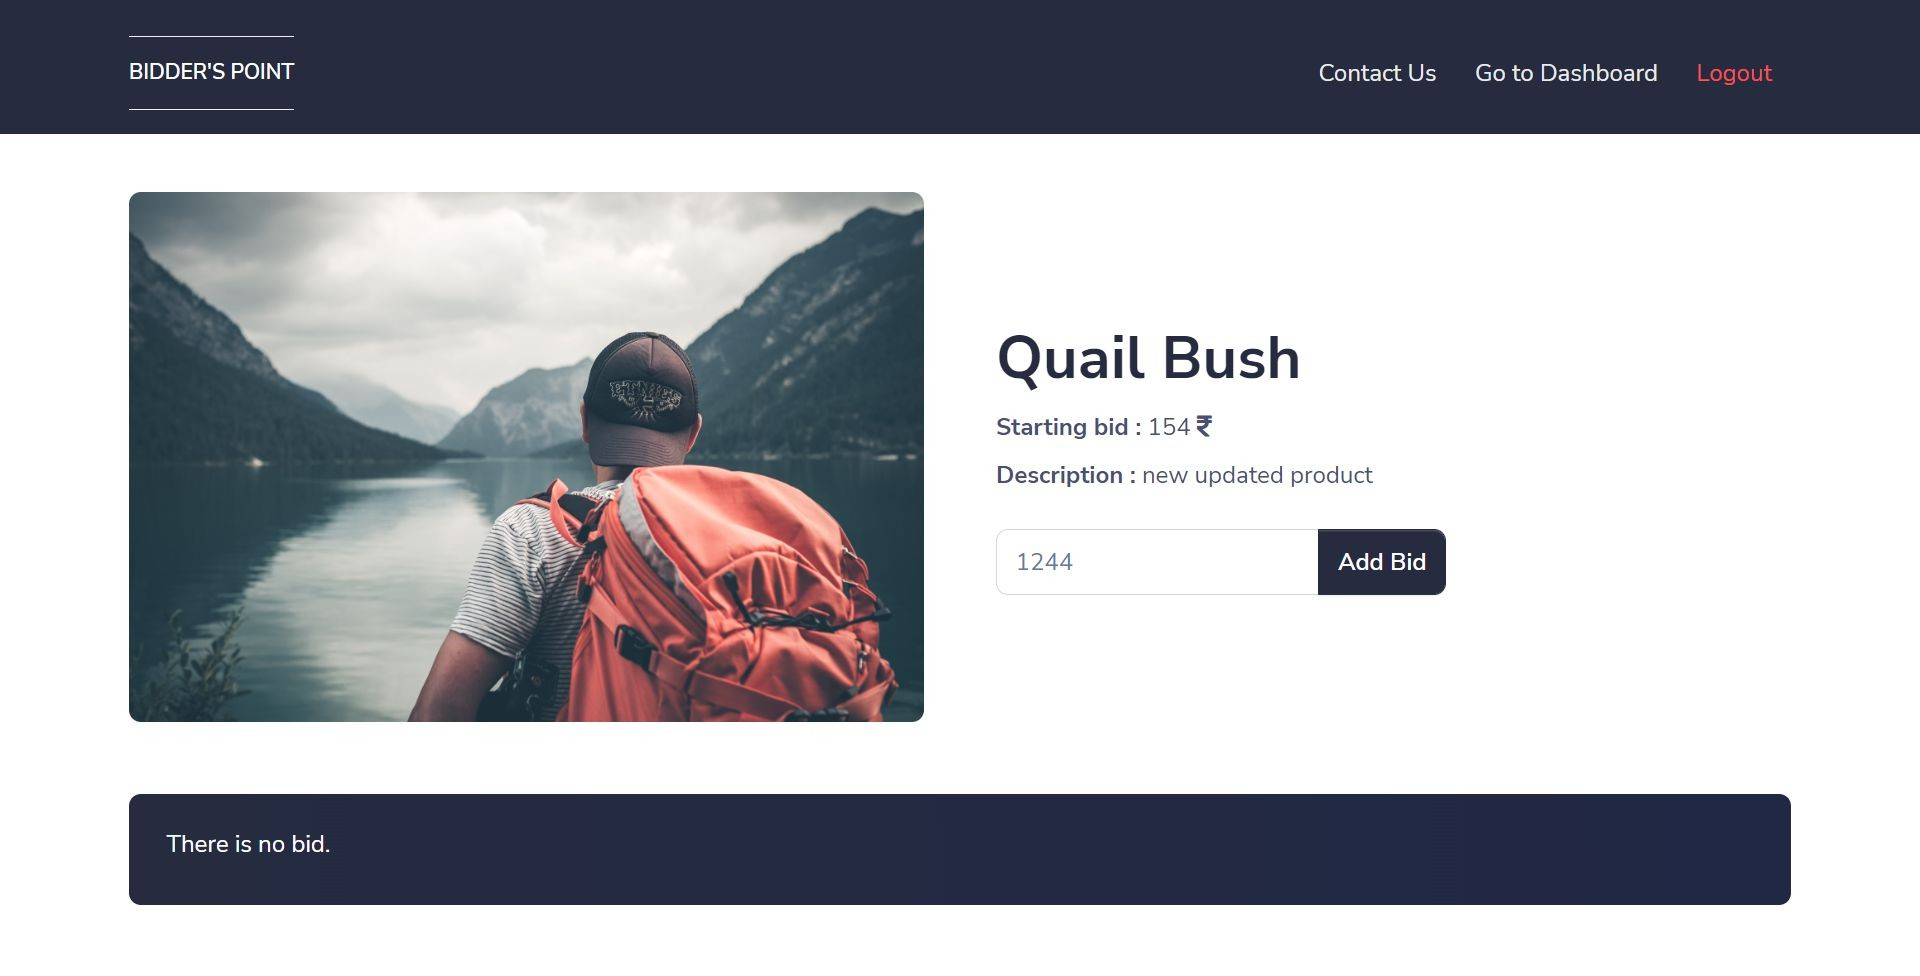 BIDDER'S POINT
Contact Us Go to Dashboard Logout
ETNIES
Quail Bush
Starting bid : 154 ₹
Description : new updated product
1244 Add Bid
There is no bid.